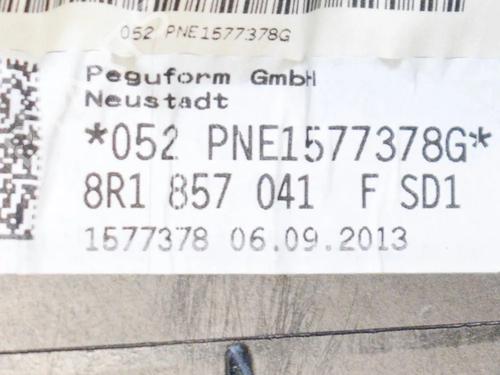 052 PNE1577378G
Peguform GmbH
Neustadt
*052 PNE1577378G*
8R1 857 041 F SD1
1577378 06.09.2013